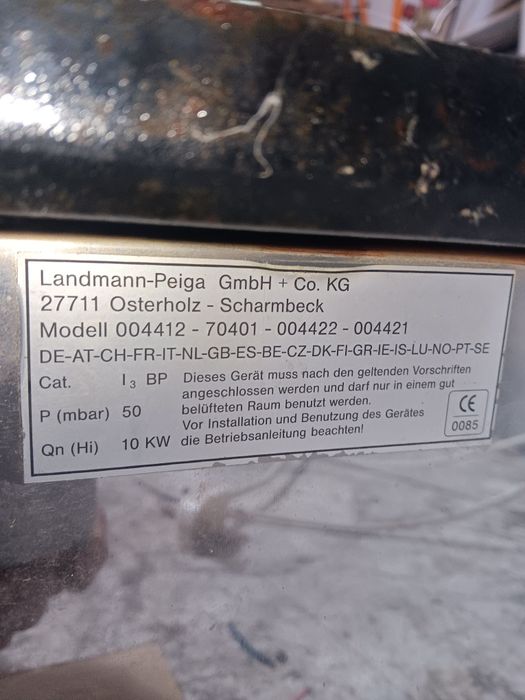 Landmann-Peiga GmbH + Co. KG
27711 Osterholz - Scharmbeck
Modell 004412 - 70401 - 004422 - 004421
DE-AT-CH-FR-IT-NL-GB-ES-BE-CZ-DK-FI-GR-IE-IS-LU-NO-PT-SE
Cat. I₃ BP
P (mbar) 50
Qn (Hi) 10 KW
Dieses Gerät muss nach den geltenden Vorschriften
angeschlossen werden und darf nur in einem gut
belüfteten Raum benutzt werden.
Vor Installation und Benutzung des Gerätes
die Betriebsanleitung beachten!
CE
0085